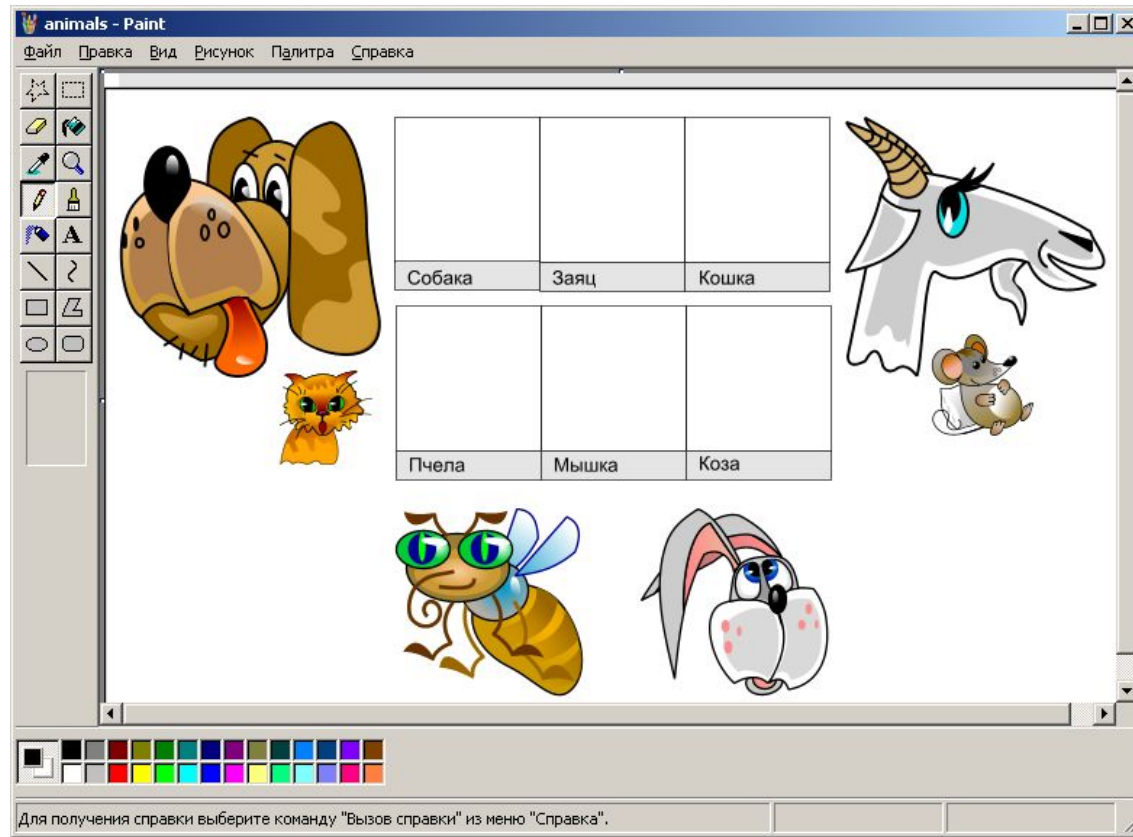 animals - Paint
Файл Правка Вид Рисунок Палитра Справка
A
Собака Заяц Кошка
Пчела Мышка Коза
Для получения справки выберите команду "Вызов справки" из меню "Справка".